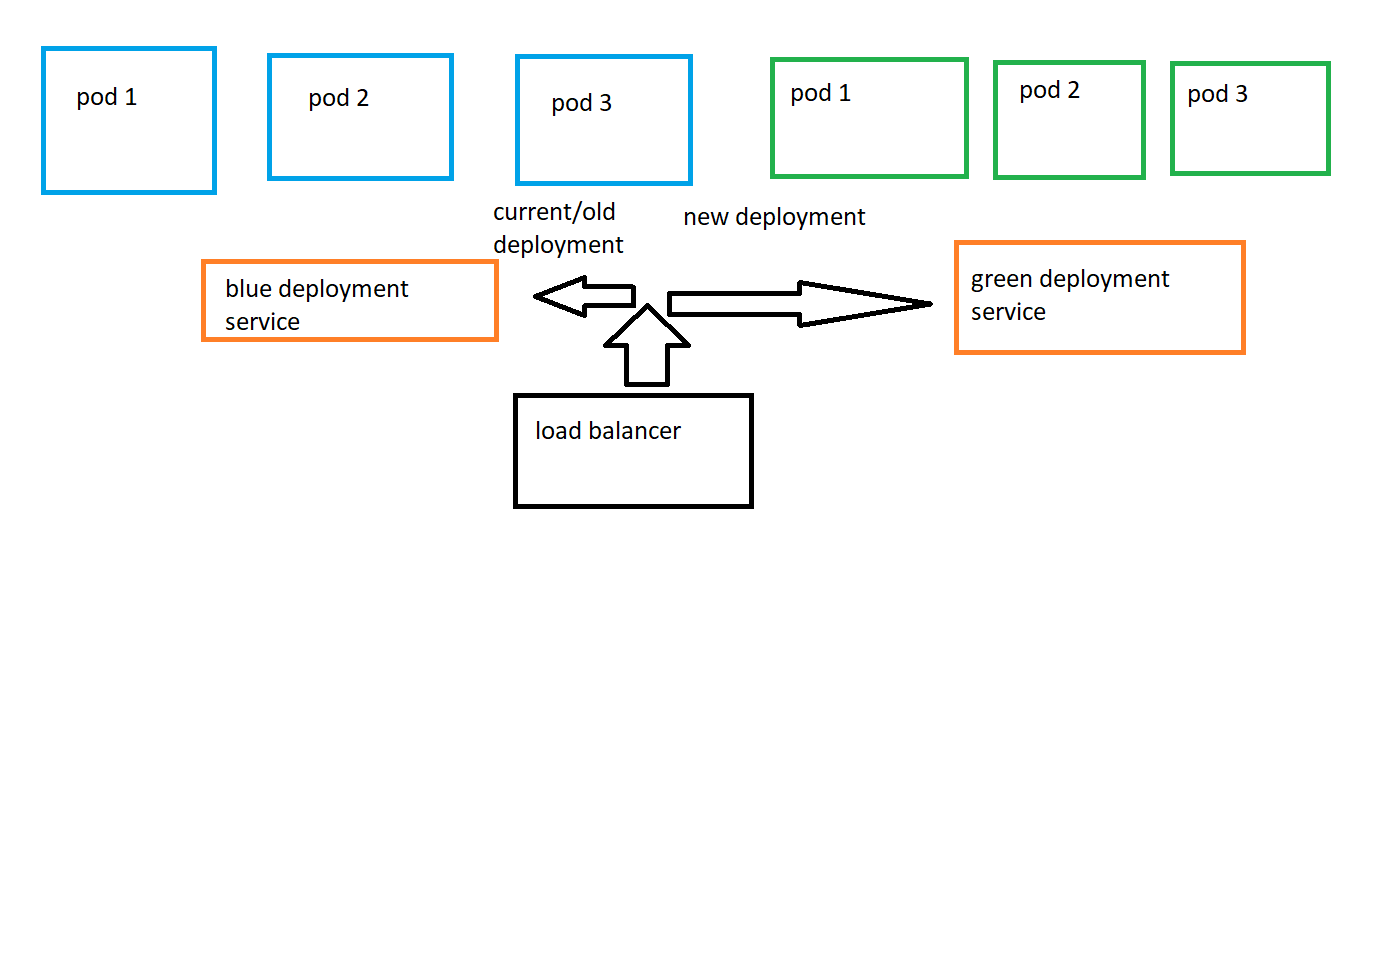 pod 1
pod 2
pod 3
pod 1
pod 2
pod 3
current/old
deployment
new deployment
blue deployment
service
green deployment
service
load balancer